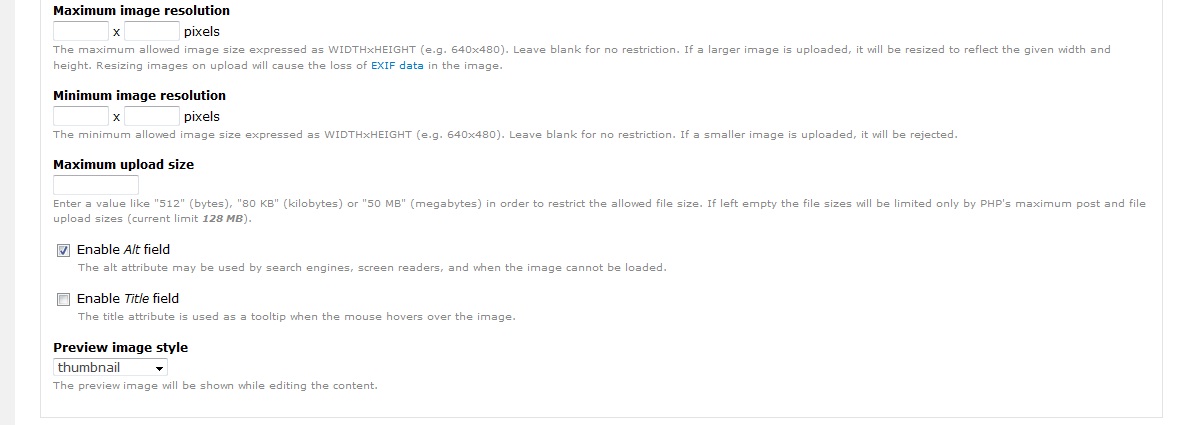 Maximum image resolution
x pixels
The maximum allowed image size expressed as WIDTHxHEIGHT (e.g. 640x480). Leave blank for no restriction. If a larger image is uploaded, it will be resized to reflect the given width and
height. Resizing images on upload will cause the loss of EXIF data in the image.
Minimum image resolution
x pixels
The minimum allowed image size expressed as WIDTHxHEIGHT (e.g. 640x480). Leave blank for no restriction. If a smaller image is uploaded, it will be rejected.
Maximum upload size
Enter a value like "512" (bytes), "80 KB" (kilobytes) or "50 MB" (megabytes) in order to restrict the allowed file size. If left empty the file sizes will be limited only by PHP's maximum post and file
upload sizes (current limit 128 MB).
Enable Alt field
The alt attribute may be used by search engines, screen readers, and when the image cannot be loaded.
Enable Title field
The title attribute is used as a tooltip when the mouse hovers over the image.
Preview image style
thumbnail
The preview image will be shown while editing the content.